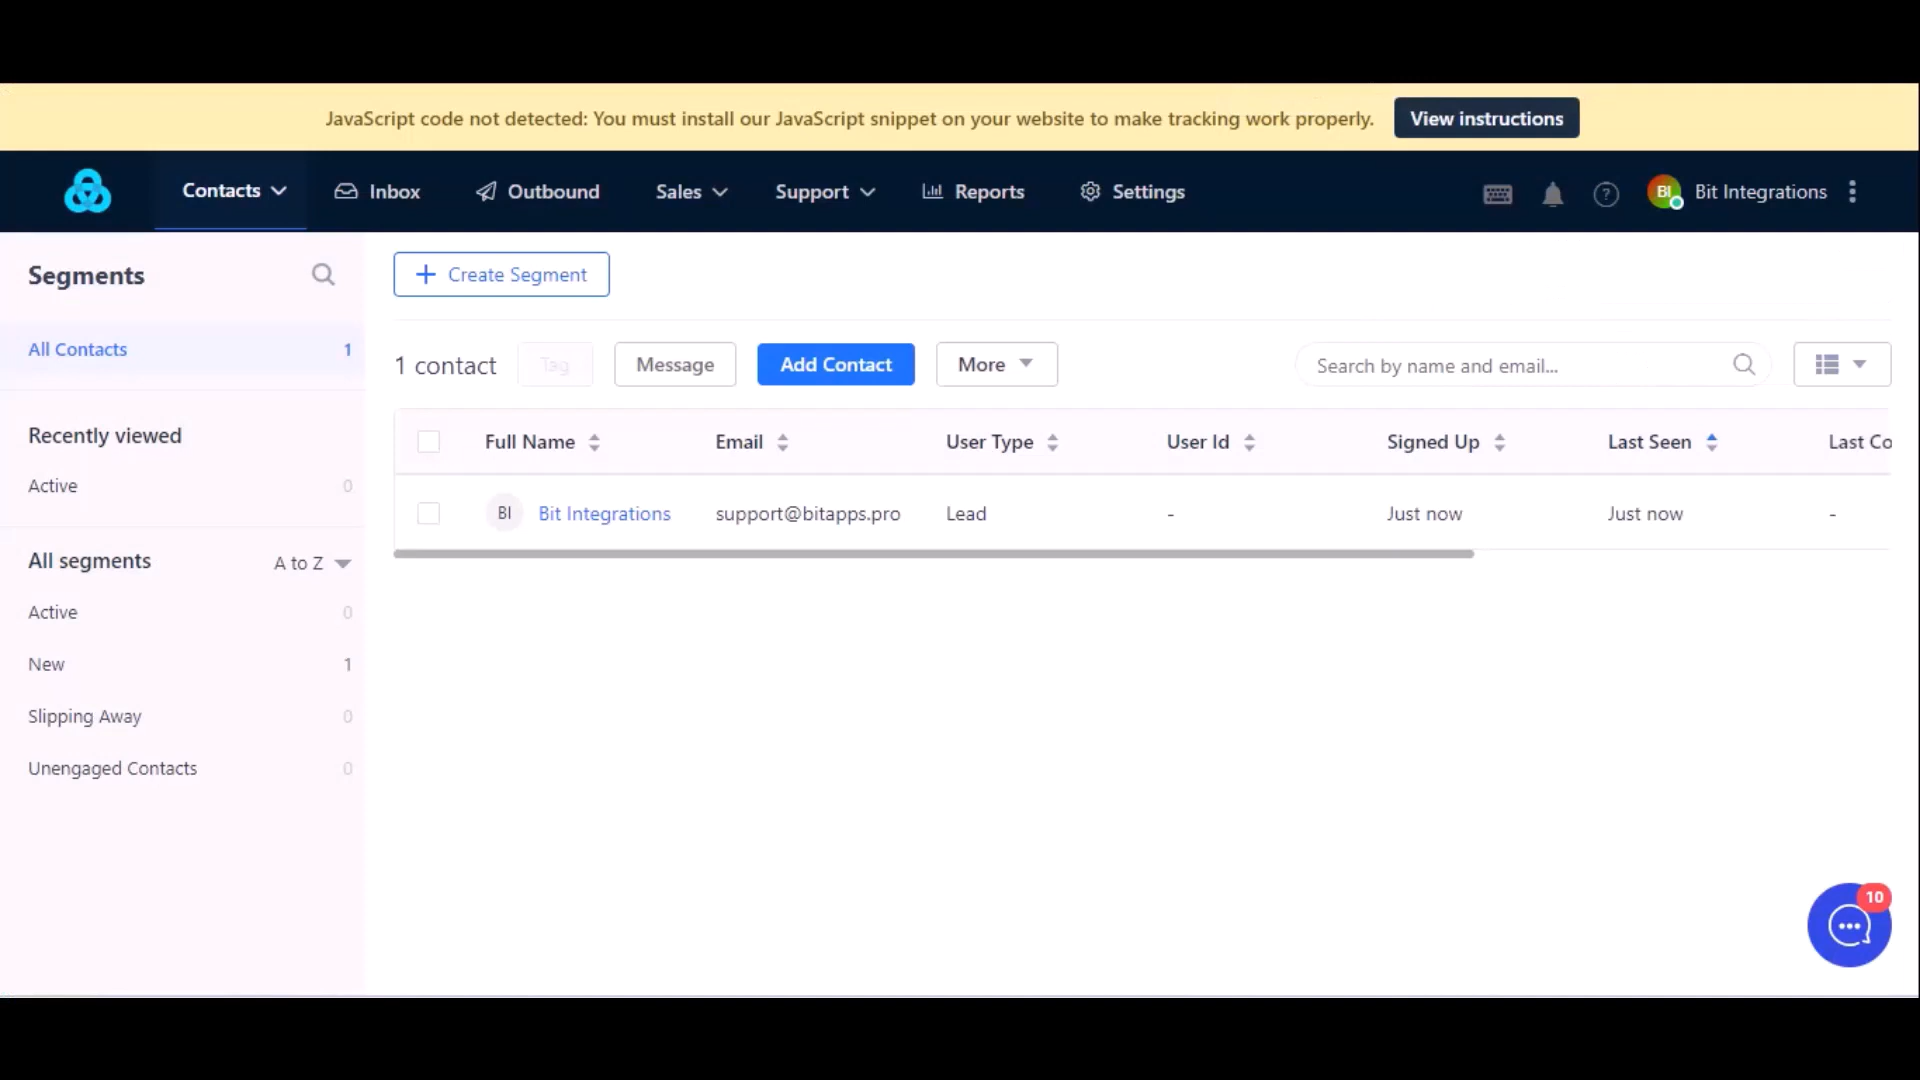 JavaScript code not detected: You must install our JavaScript snippet on your website to make tracking work properly. View instructions
Contacts Inbox Outbound Sales Support Reports Settings BI Bit Integrations
Segments
Create Segment
All Contacts 1
1 contact Tag Message Add Contact More Search by name and email...
Recently viewed
Active 0
Full Name Email User Type User Id Signed Up Last Seen Last Co
BI Bit Integrations support@bitapps.pro Lead - Just now Just now -
All segments A to Z
Active 0
New 1
Slipping Away 0
Unengaged Contacts 0
10